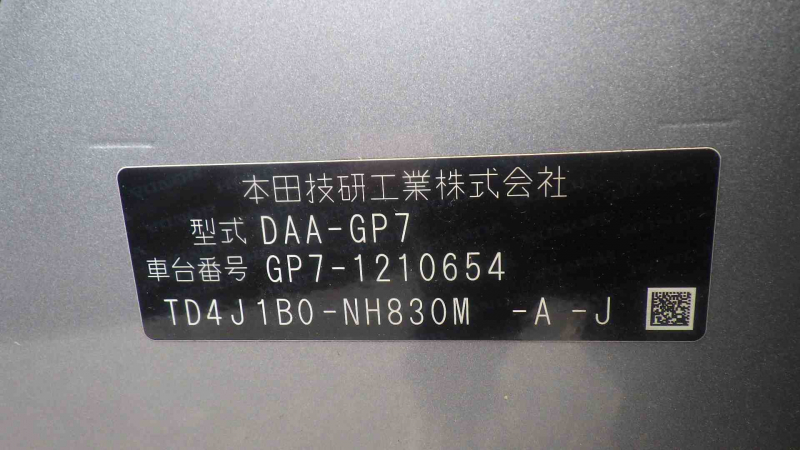 本田技研工業株式会社
型式 DAA-GP7
車台番号 GP7-1210654
TD4J1B0-NH830M -A -J